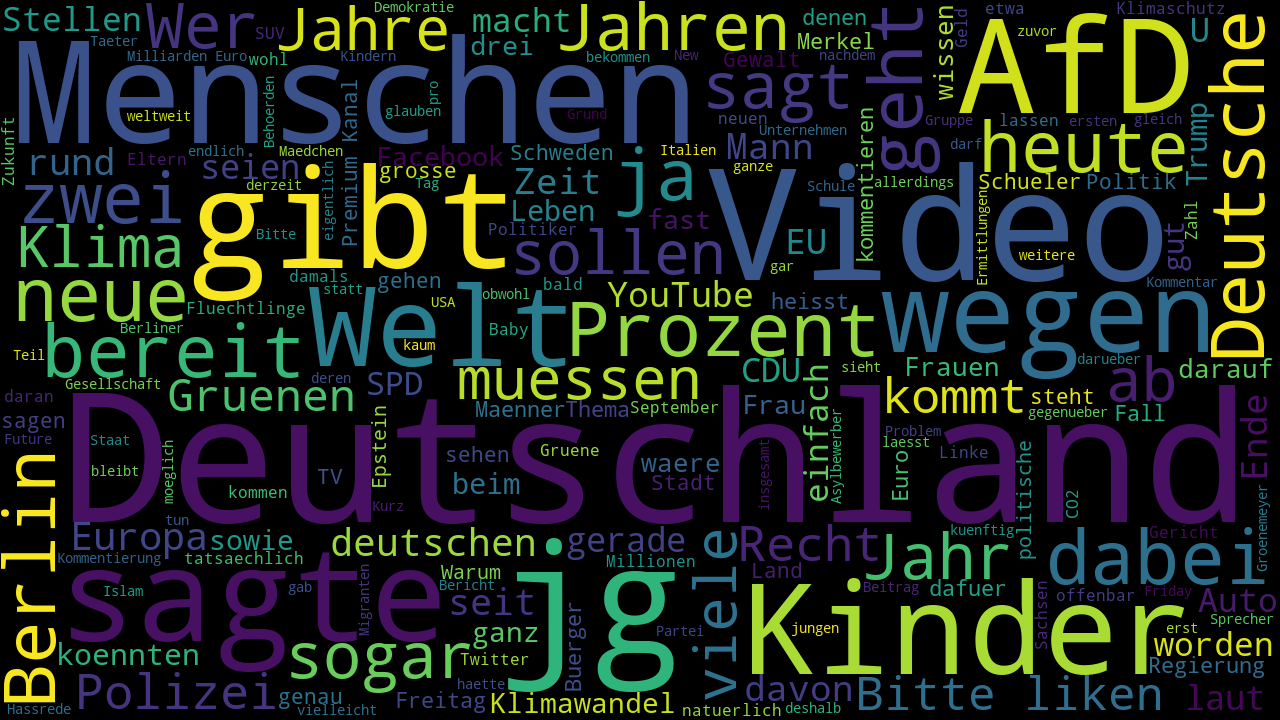 Stellen
Wer
Jahre
Demokratie
macht
Jahren
denen
etwa
Klimaschutz
Taeter
SUV
drei
Merkel
zuvor
Geld
wissen
geht
AfD
U
Deutsche
Milliarden
Euro
wohl
Kindern
bekommen
New
Gewalt
nachdem
Menschen
sagt
weltweit
Behoerden
Premium Kanal
glauben
pro
Grund
neuen
Unternehmen
kommentieren
Gruppe
lassen
ersten
gleich
Trump
Zukunft
rund
Eltern
endlich
Maedchen
seien
Facebook
grosse
Schweden
ja
Italien
Mann
ganze
darf
heute
zwei
derzeit
Tag
Zeit
Schule
allerdings
Schueler
Politik
gibt
eigentlich
Bitte
Leben
fast
Politiker
Video
Ermittlungen
Zahl
gut
Klima
sollen
EU
gar
weitere
Kommentar
damals
statt
gehen
bald
neue
Fluechtlinge
Welt
USA
obwohl
YouTube
heisst
wegen
Berliner
Baby
Prozent
Teil
bereit
kaum
muessen
CDU
sieht
Frauen
darueber
ab
darauf
Gesellschaft
Gruenen
deren
SPD
daran
sagen
Maenner
Thema
September
Frau
einfach
kommt
steht
gegenueber
Fall
Ende
Deutschland
Future
Staat
bleibt
moeglich
kommen
TV
Epstein
sehen
Gruene
waere
Stadt
insgesamt
Asylbewerber
Problem
laesst
Euro
Linke
politische
CO2
beim
Kurz
Berlin
tun
Europa
sowie
deutschen
gerade
viele
Recht
kuenftig
Jahr
Gericht
Groenemeyer
dabei
Kommentierung
tatsaechlich
Warum
Millionen
Land
sagte
Islam
gab
Migranten
Bericht
jg
seit
Beitrag
dafuer
offenbar
Friday
Auto
Kinder
Sachsen
koennten
sogar
ganz
Buerger
Partei
jungen
erst
Sprecher
worden
Twitter
Regierung
Hassrede
Polizei
genau
vielleicht
haette
Freitag
Klimawandel
natuerlich
davon
deshalb
Bitte liken
laut